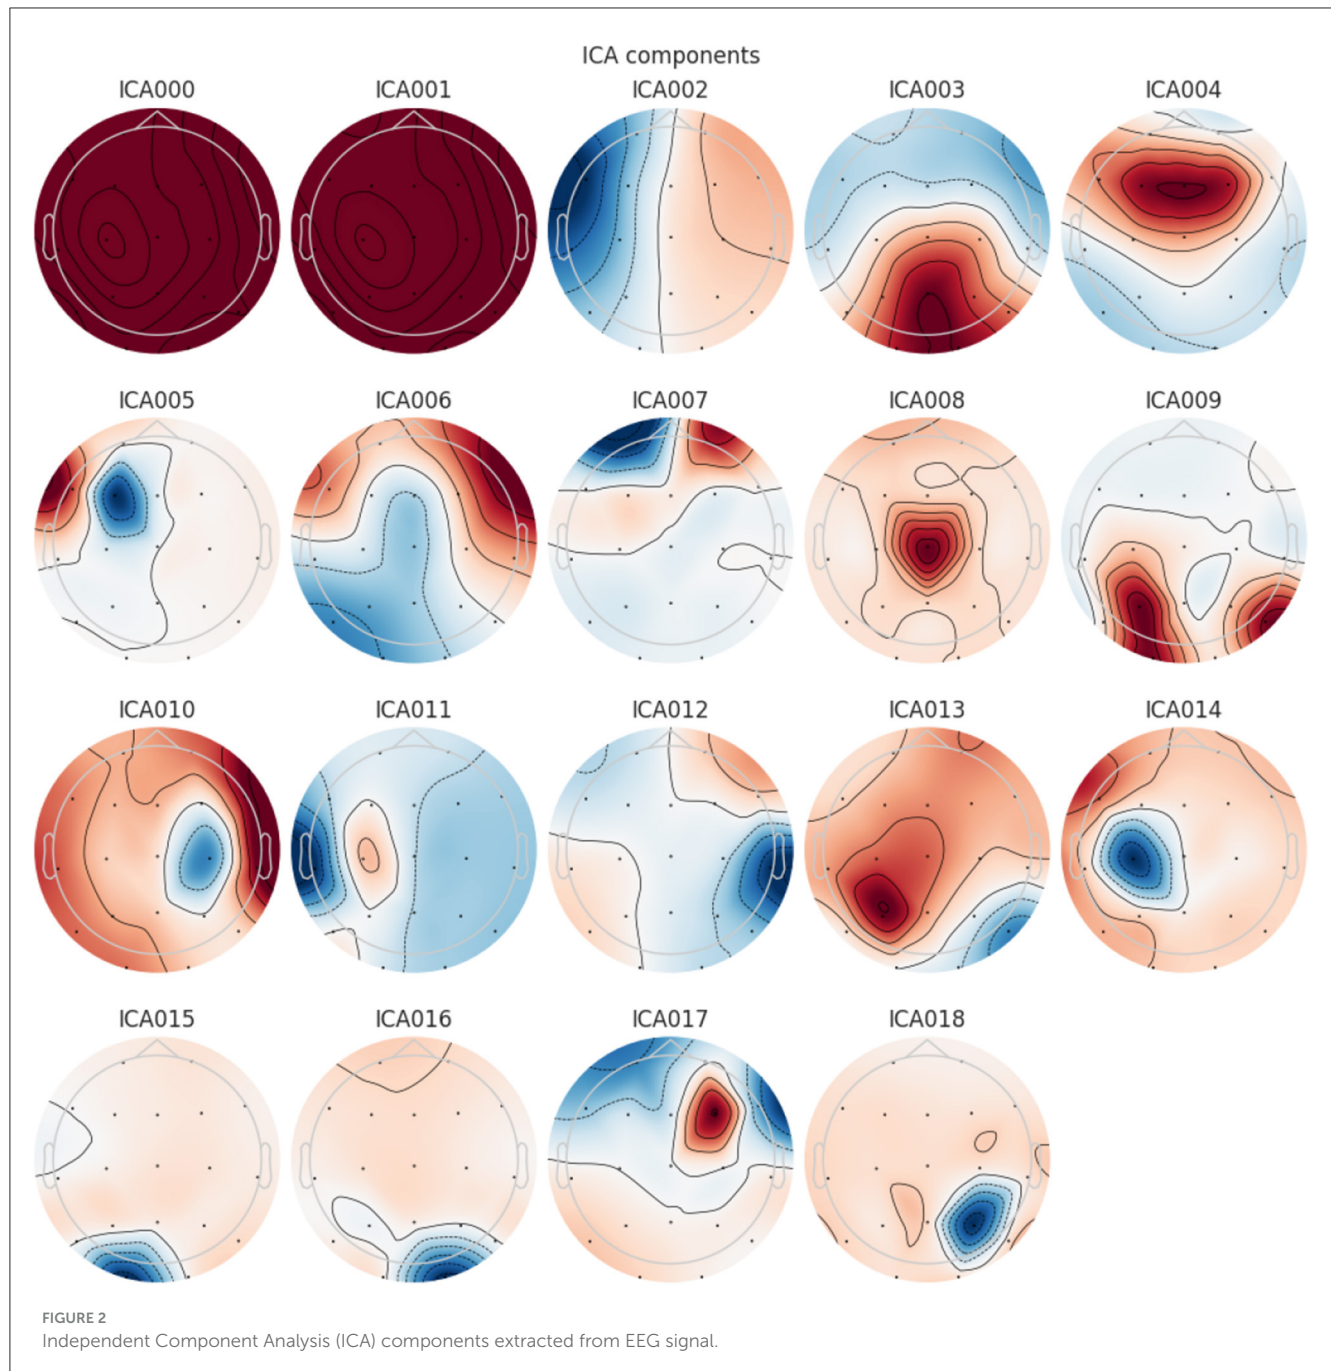 ICA components
ICA000 ICA001 ICA002 ICA003 ICA004
ICA005 ICA006 ICA007 ICA008 ICA009
ICA010 ICA011 ICA012 ICA013 ICA014
ICA015 ICA016 ICA017 ICA018
FIGURE 2
Independent Component Analysis (ICA) components extracted from EEG signal.